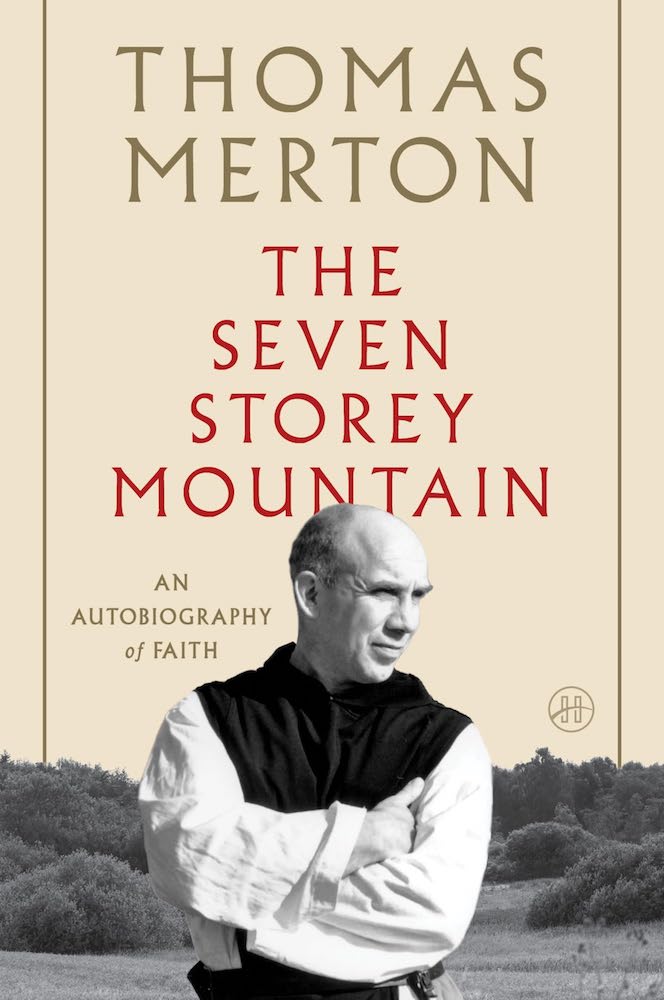 THOMAS
MERTON
THE
SEVEN
STOREY
MOUNTAIN
AN
AUTOBIOGRAPHY
of FAITH
H